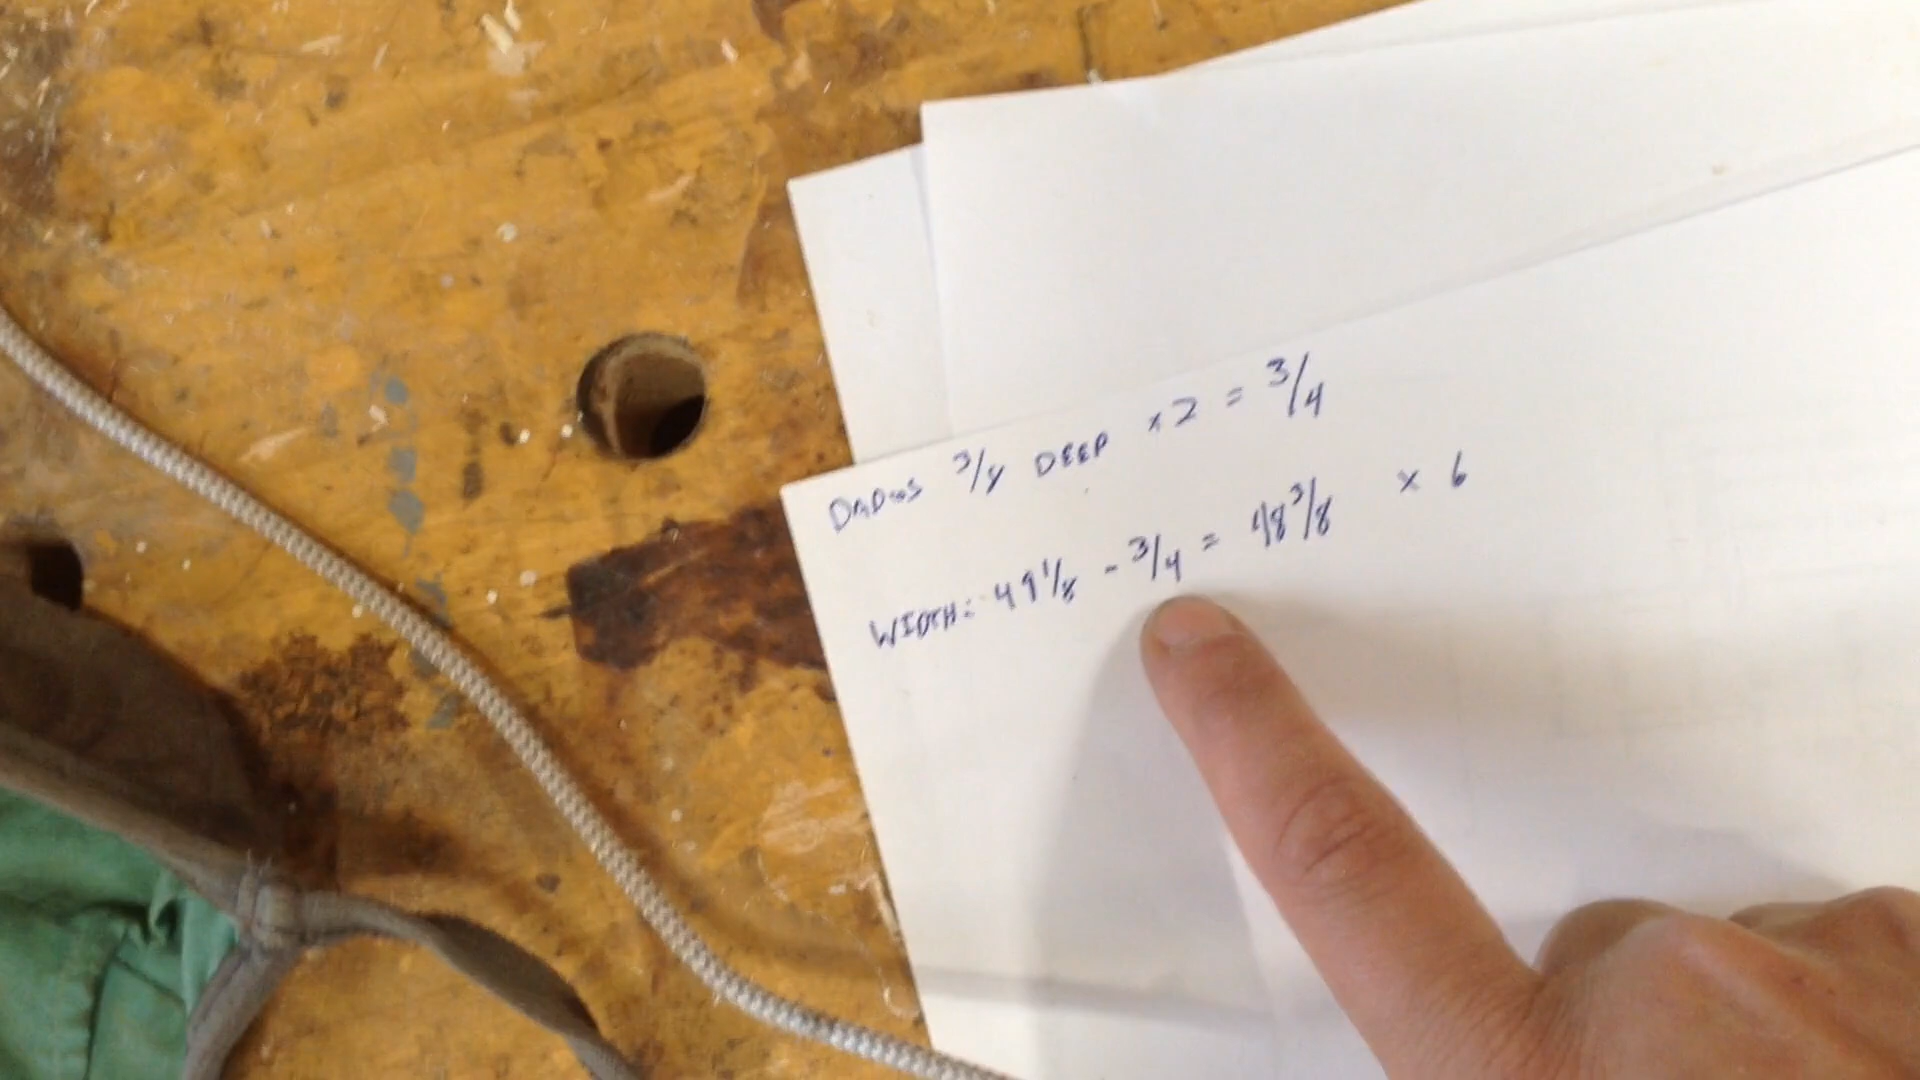 DADOS 3/8 DEEP x2 = 3/4
WIDTH: 49 1/8 - 3/4 = 48 3/8 x 6